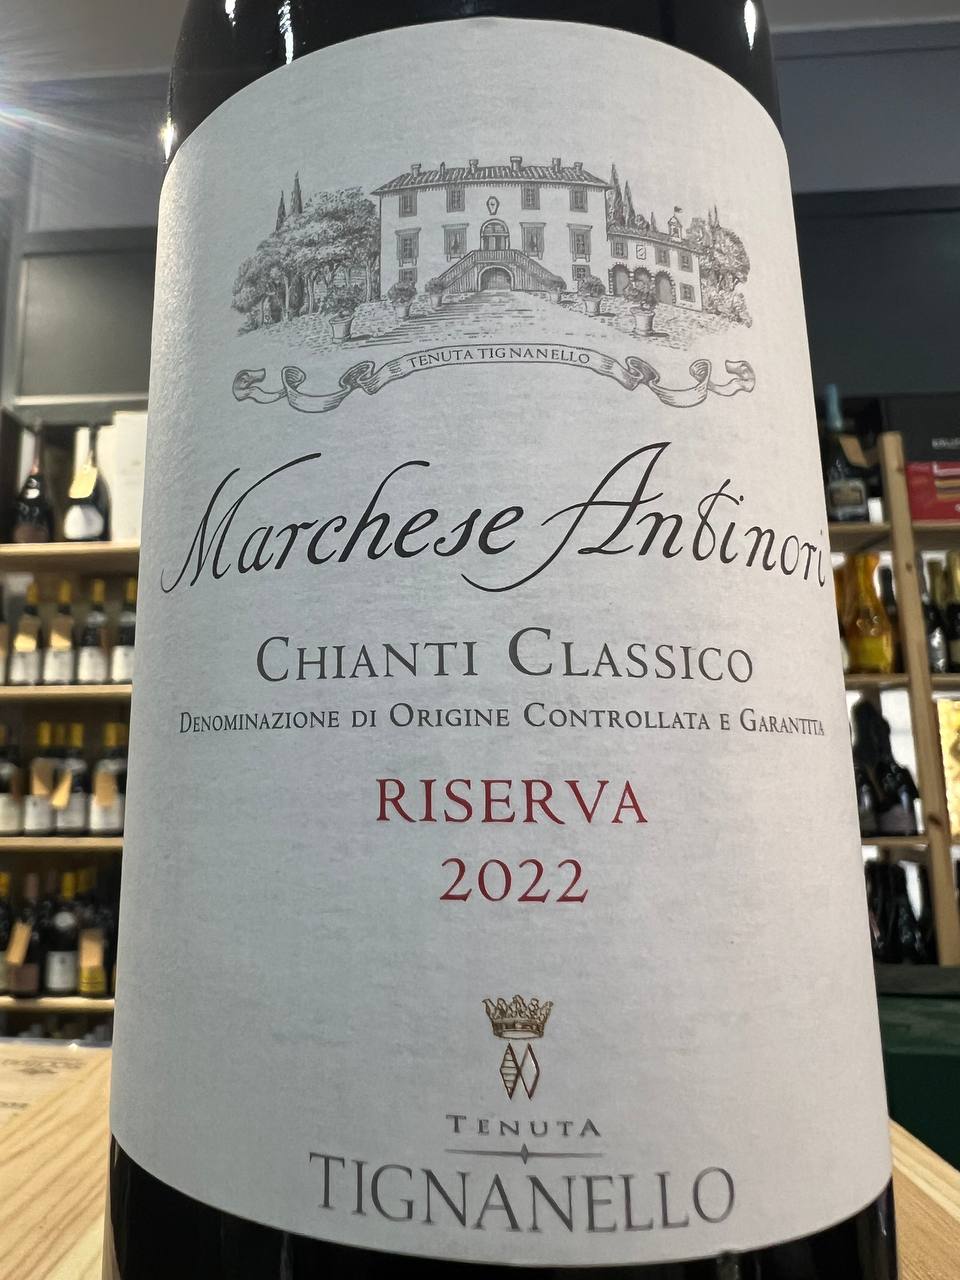 TENUTA TIGNANELLO
Marchese Antinori
CHIANTI CLASSICO
DENOMINAZIONE DI ORIGINE CONTROLLATA E GARANTITA
RISERVA
2022
TENUTA
TIGNANELLO